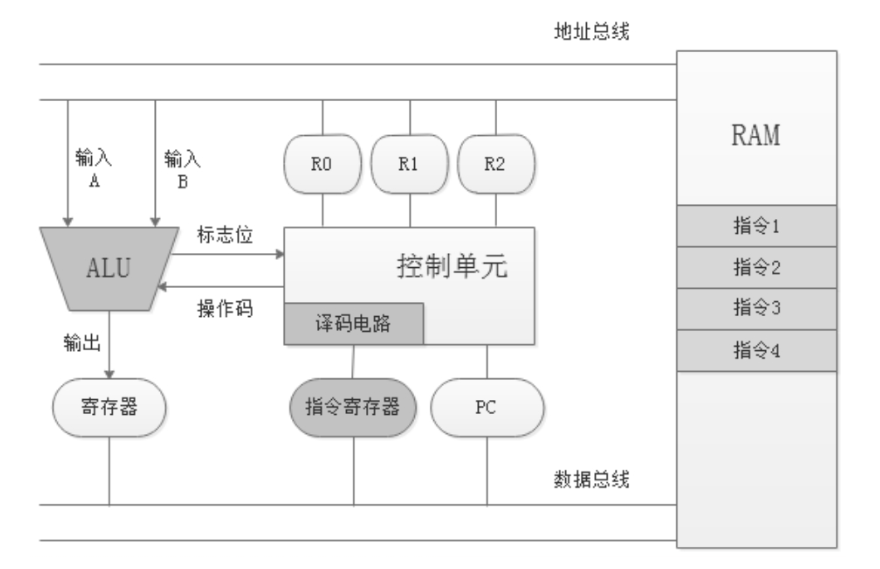 地址总线
RAM
输入
A
输入
B
R0
R1
R2
标志位
指令1
ALU
控制单元
指令2
操作码
译码电路
指令3
输出
指令4
寄存器
指令寄存器
PC
数据总线